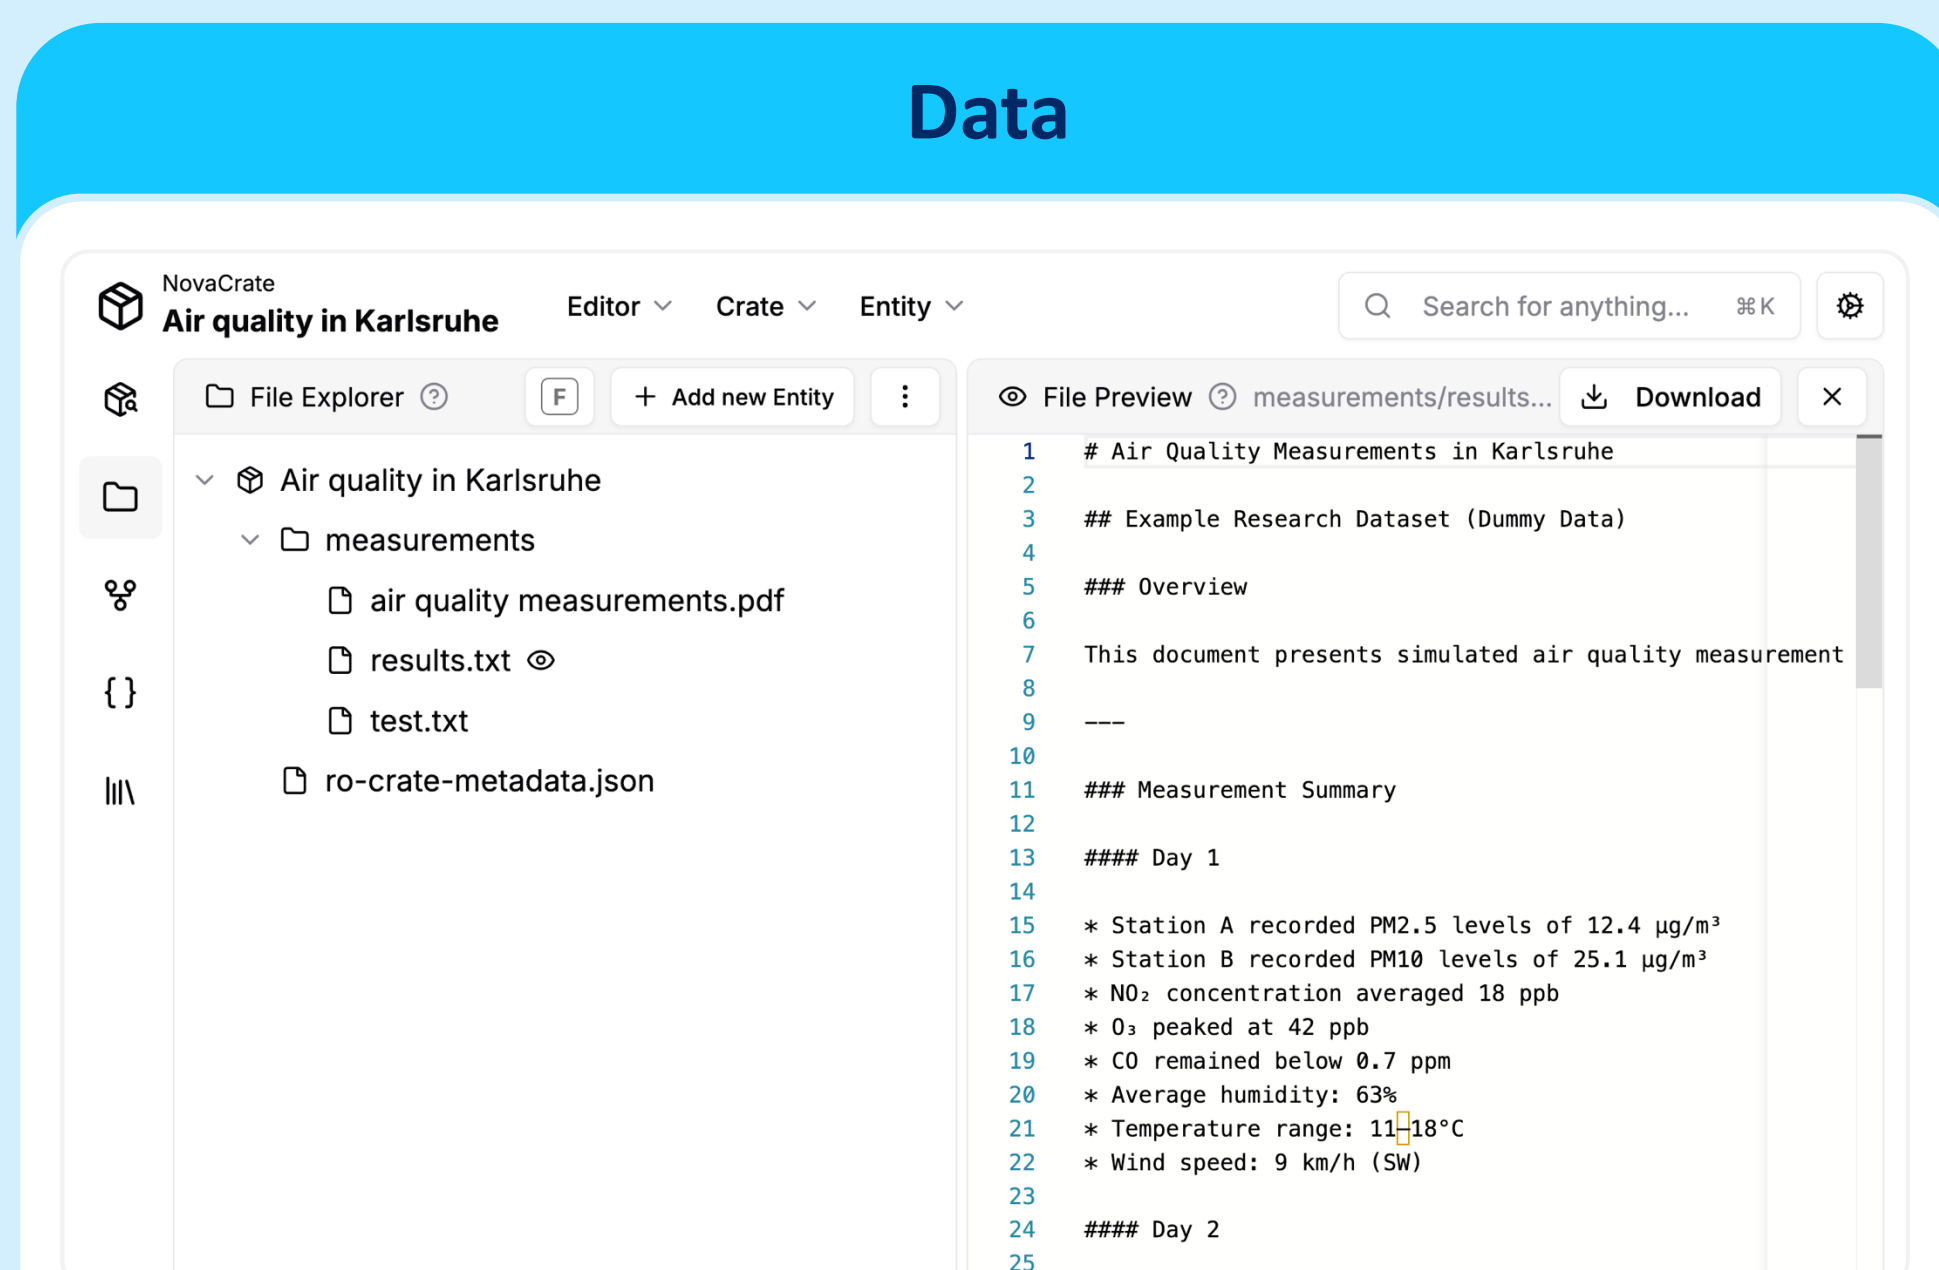 Data
NovaCrate
Air quality in Karlsruhe
Editor
Crate
Entity
Search for anything...
⌘K
File Explorer
F
+ Add new Entity
File Preview
measurements/results...
Download
Air quality in Karlsruhe
measurements
air quality measurements.pdf
results.txt
test.txt
ro-crate-metadata.json
1 # Air Quality Measurements in Karlsruhe
2
3 ## Example Research Dataset (Dummy Data)
4
5 ### Overview
6
7 This document presents simulated air quality measurement
8
9 ---
10
11 ### Measurement Summary
12
13 #### Day 1
14
15 * Station A recorded PM2.5 levels of 12.4 µg/m³
16 * Station B recorded PM10 levels of 25.1 µg/m³
17 * NO₂ concentration averaged 18 ppb
18 * O₃ peaked at 42 ppb
19 * CO remained below 0.7 ppm
20 * Average humidity: 63%
21 * Temperature range: 11–18°C
22 * Wind speed: 9 km/h (SW)
23
24 #### Day 2
25